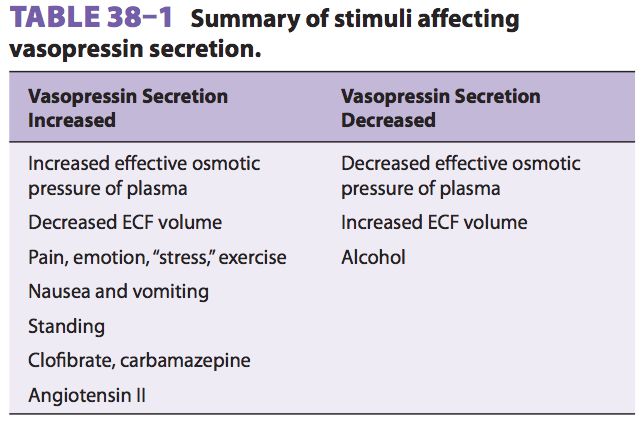 TABLE 38–1 Summary of stimuli affecting
vasopressin secretion.
Vasopressin Secretion
Increased
Vasopressin Secretion
Decreased
Increased effective osmotic
pressure of plasma
Decreased effective osmotic
pressure of plasma
Decreased ECF volume
Increased ECF volume
Pain, emotion, “stress,” exercise
Alcohol
Nausea and vomiting
Standing
Clofibrate, carbamazepine
Angiotensin II